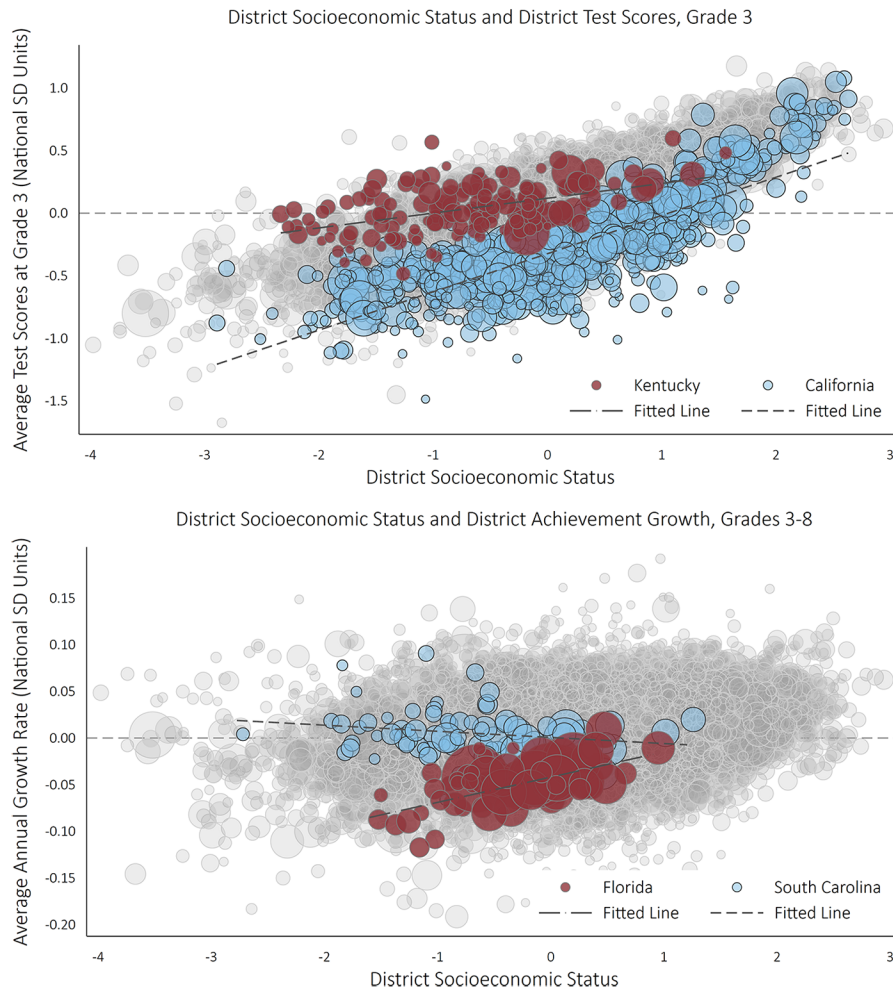 District Socioeconomic Status and District Test Scores, Grade 3
Average Test Scores at Grade 3 (National SD Units)
1.0
0.5
0.0
-0.5
-1.0
-1.5
Kentucky
California
Fitted Line
Fitted Line
-4 -3 -2 -1 0 1 2 3
District Socioeconomic Status
District Socioeconomic Status and District Achievement Growth, Grades 3-8
Average Annual Growth Rate (National SD Units)
0.15
0.10
0.05
0.00
-0.05
-0.10
-0.15
-0.20
Florida
South Carolina
Fitted Line
Fitted Line
-4 -3 -2 -1 0 1 2 3
District Socioeconomic Status